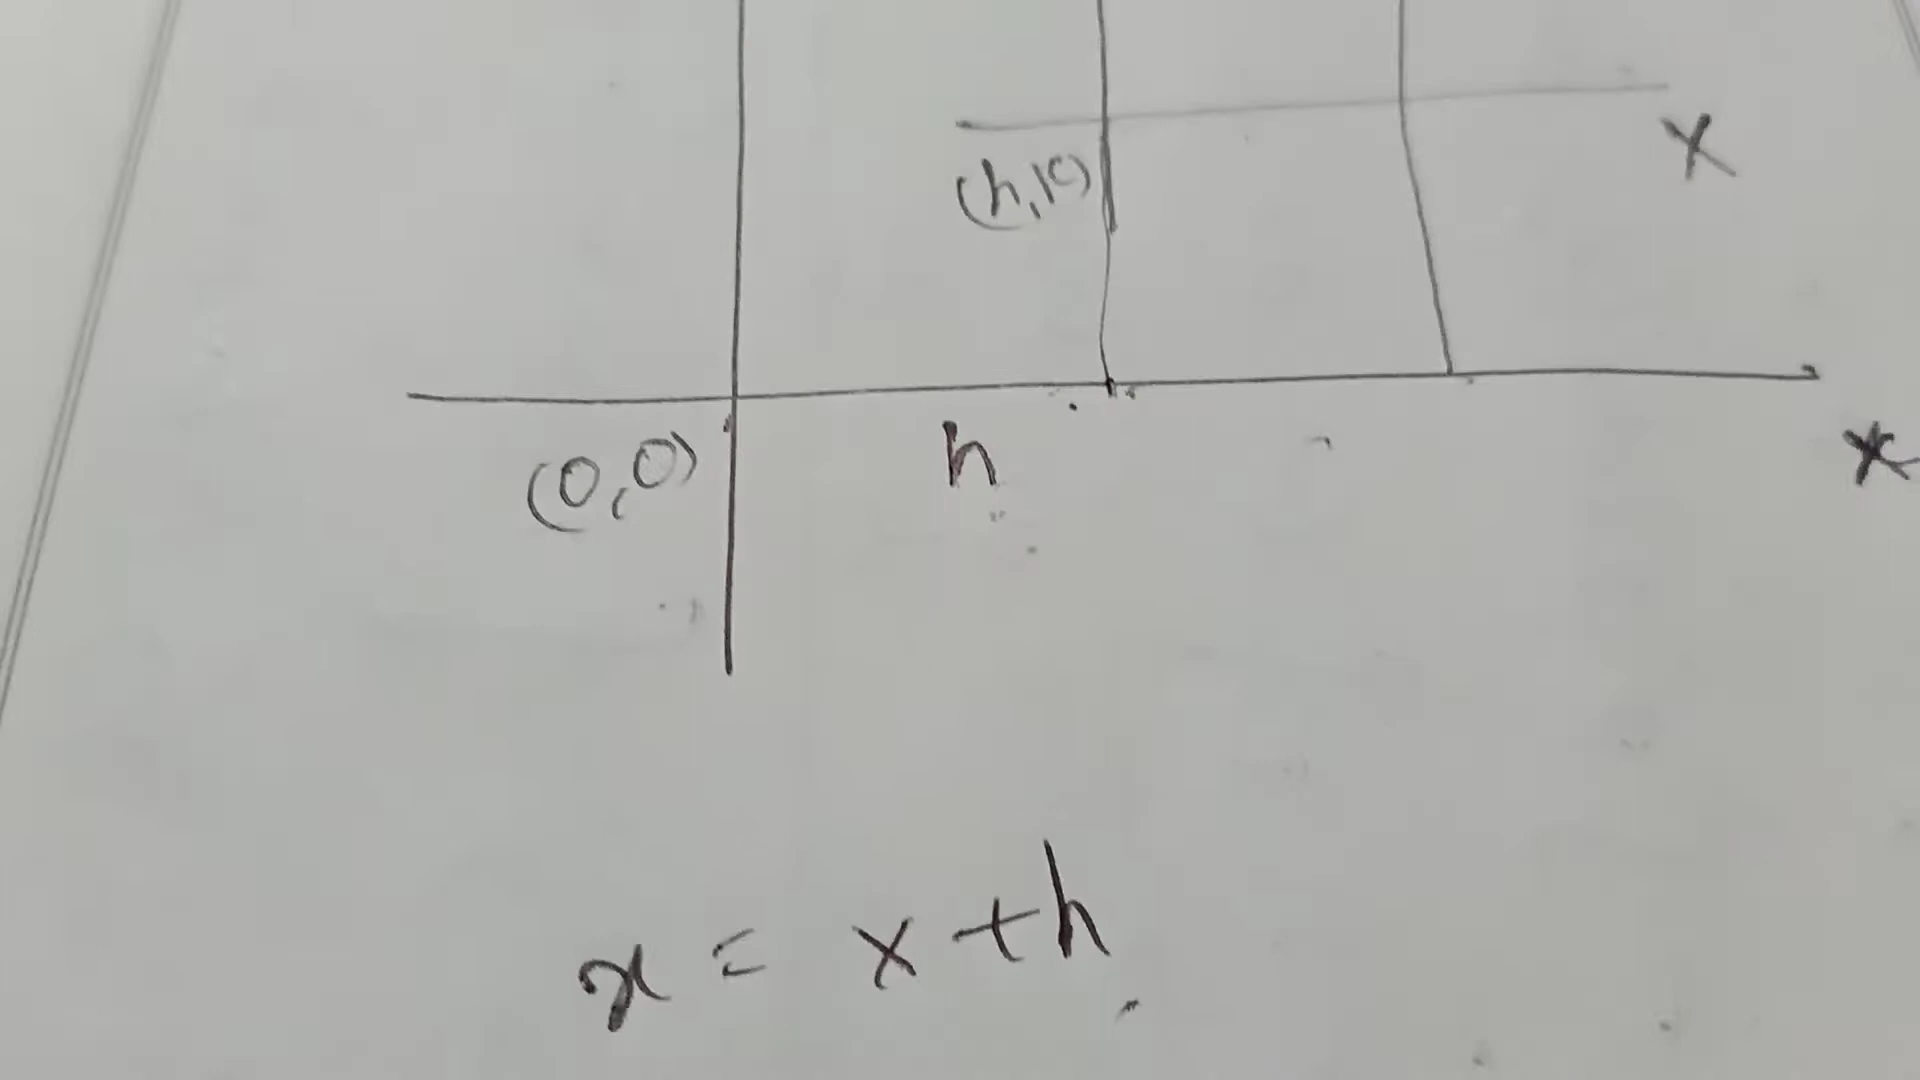 X
(h,k)
x
(0,0) h
x = X + h